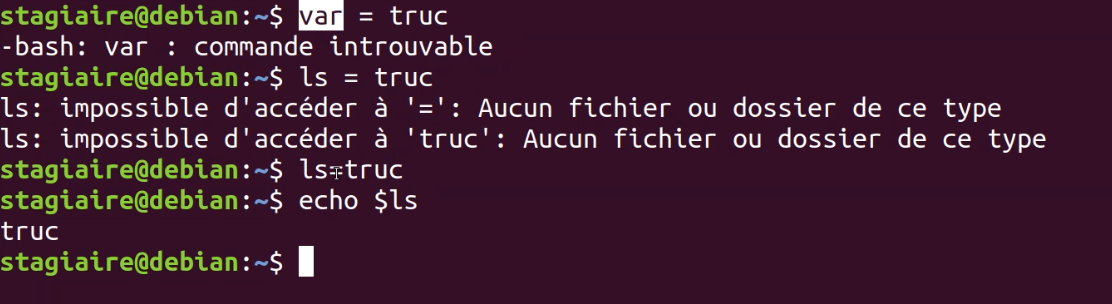 stagiaire@debian:~$ var = truc
-bash: var : commande introuvable
stagiaire@debian:~$ ls = truc
ls: impossible d'accéder à '=': Aucun fichier ou dossier de ce type
ls: impossible d'accéder à 'truc': Aucun fichier ou dossier de ce type
stagiaire@debian:~$ ls=truc
stagiaire@debian:~$ echo $ls
truc
stagiaire@debian:~$